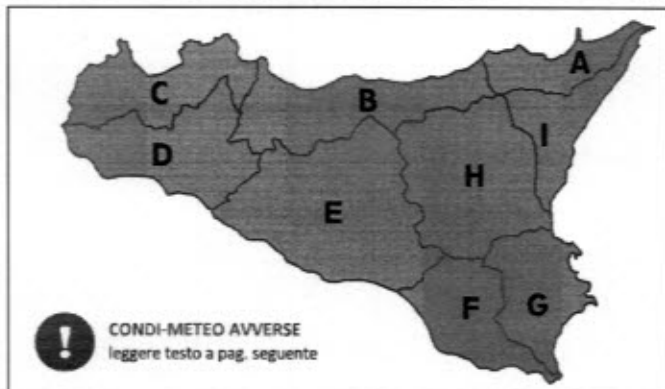 A
C
B
I
D
H
E
F
G
!
CONDI-METEO AVVERSE
leggere testo a pag. seguente